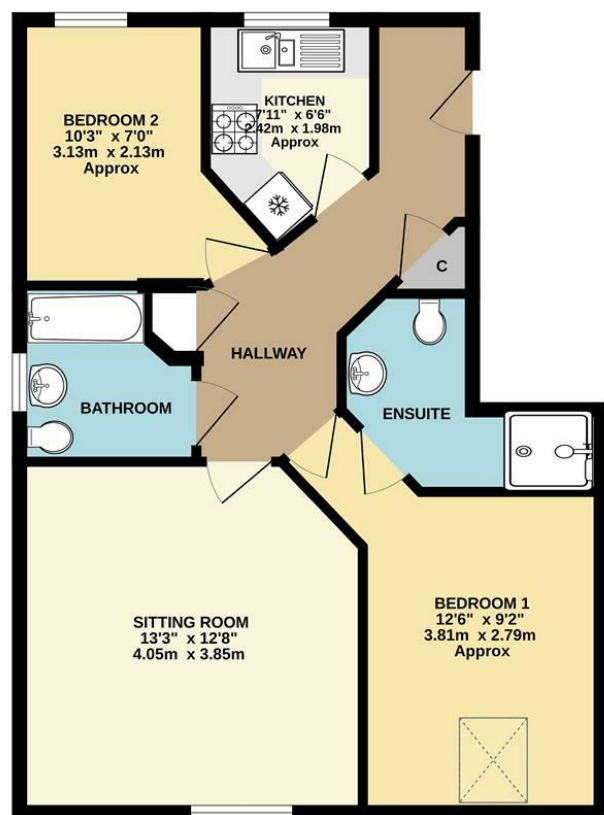 KITCHEN
7'11" x 6'6"
2.42m x 1.98m
Approx
BEDROOM 2
10'3" x 7'0"
3.13m x 2.13m
Approx
C
HALLWAY
BATHROOM
ENSUITE
BEDROOM 1
12'6" x 9'2"
3.81m x 2.79m
Approx
SITTING ROOM
13'3" x 12'8"
4.05m x 3.85m